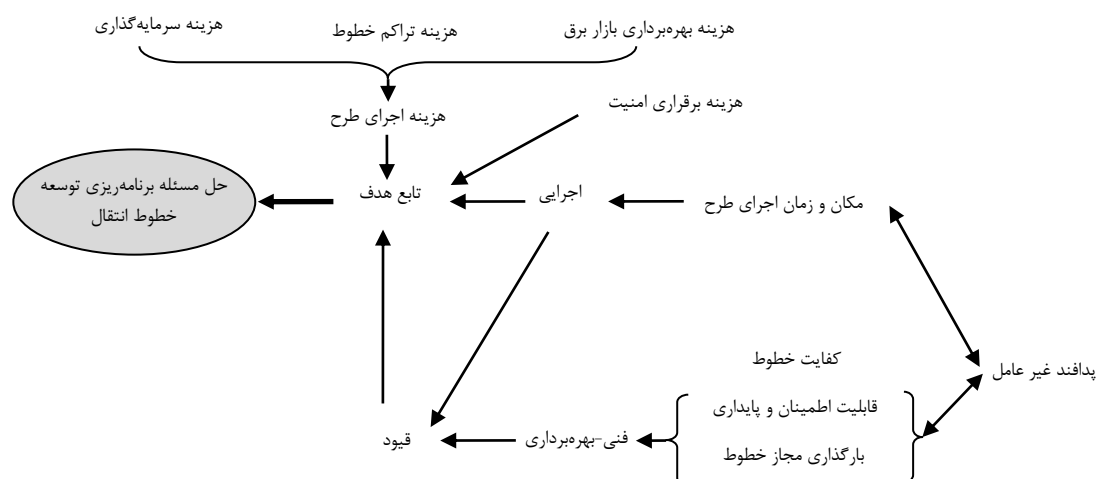 هزینه بهره‌برداری بازار برق
هزینه تراکم خطوط
هزینه سرمایه‌گذاری
هزینه برقراری امنیت
هزینه اجرای طرح
حل مسئله برنامه‌ریزی توسعه
خطوط انتقال
تابع هدف
اجرایی
مکان و زمان اجرای طرح
پدافند غیر عامل
کفایت خطوط
قابلیت اطمینان و پایداری
بارگذاری مجاز خطوط
فنی-بهره‌برداری
قیود